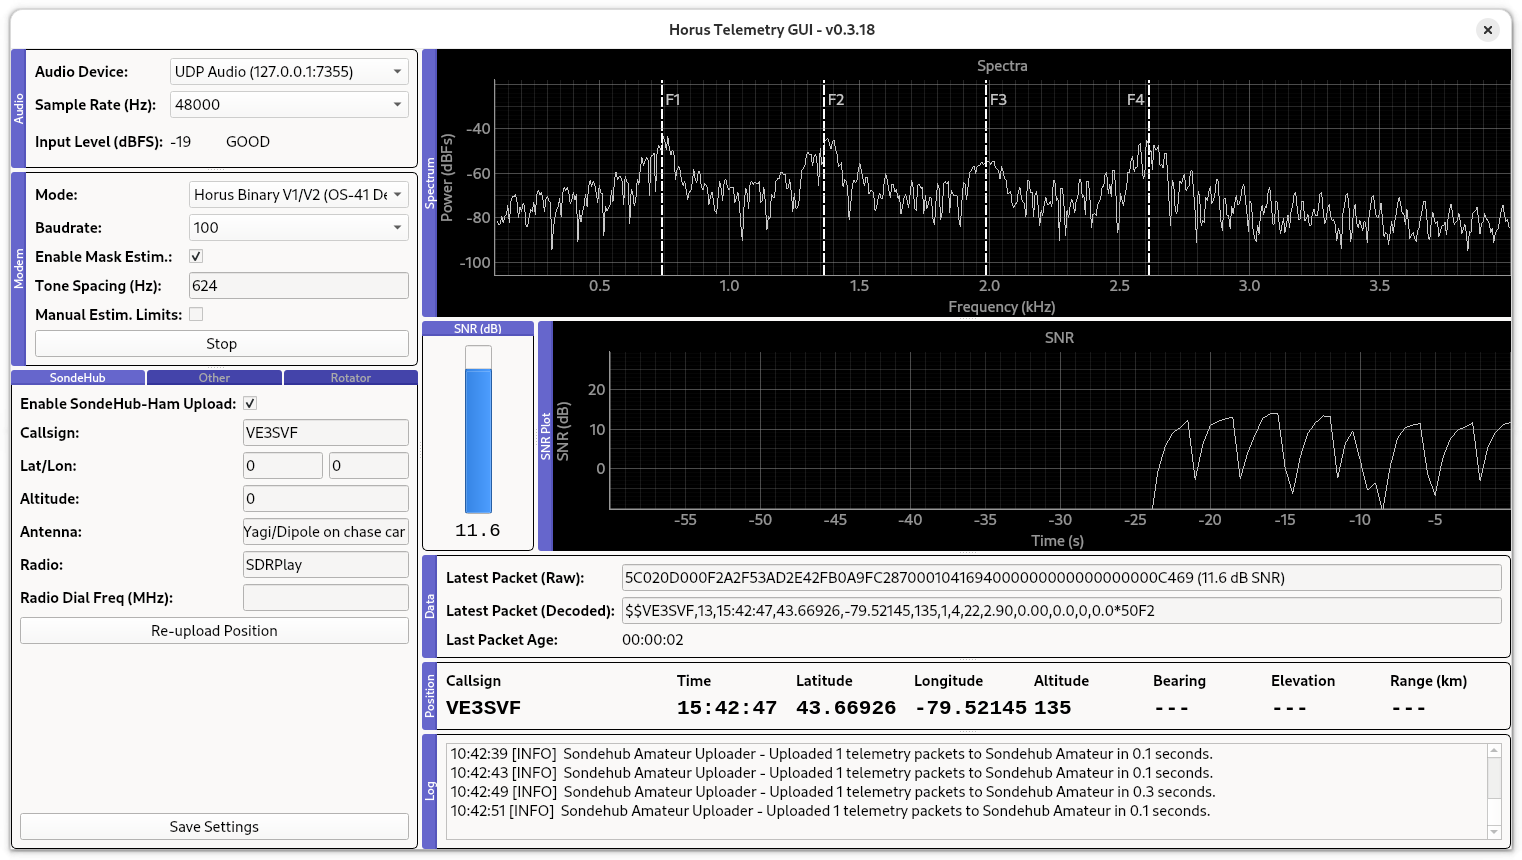 Horus Telemetry GUI - v0.3.18
Audio
Audio Device: UDP Audio (127.0.0.1:7355)
Sample Rate (Hz): 48000
Input Level (dBFS): -19 GOOD
Modem
Mode: Horus Binary V1/V2 (OS-41 De
Baudrate: 100
Enable Mask Estim.:
Tone Spacing (Hz): 624
Manual Estim. Limits:
Stop
SondeHub Other Rotator
Enable SondeHub-Ham Upload:
Callsign: VE3SVF
Lat/Lon: 0 0
Altitude: 0
Antenna: Yagi/Dipole on chase car
Radio: SDRPlay
Radio Dial Freq (MHz):
Re-upload Position
Save Settings
Spectrum
Spectra
F1 F2 F3 F4
Power (dBFs)
-40
-60
-80
-100
0.5 1.0 1.5 2.0 2.5 3.0 3.5
Frequency (kHz)
SNR (dB)
11.6
SNR Plot
SNR
SNR (dB)
20
10
0
-55 -50 -45 -40 -35 -30 -25 -20 -15 -10 -5
Time (s)
Data
Latest Packet (Raw): 5C020D000F2A2F53AD2E42FB0A9FC28700010416940000000000000000000C469 (11.6 dB SNR)
Latest Packet (Decoded): $$VE3SVF,13,15:42:47,43.66926,-79.52145,135,1,4,22,2.90,0.00,0.0,0,0.0*50F2
Last Packet Age: 00:00:02
Position
Callsign Time Latitude Longitude Altitude Bearing Elevation Range (km)
VE3SVF 15:42:47 43.66926 -79.52145 135 --- --- ---
Log
10:42:39 [INFO] Sondehub Amateur Uploader - Uploaded 1 telemetry packets to Sondehub Amateur in 0.1 seconds.
10:42:43 [INFO] Sondehub Amateur Uploader - Uploaded 1 telemetry packets to Sondehub Amateur in 0.1 seconds.
10:42:49 [INFO] Sondehub Amateur Uploader - Uploaded 1 telemetry packets to Sondehub Amateur in 0.3 seconds.
10:42:51 [INFO] Sondehub Amateur Uploader - Uploaded 1 telemetry packets to Sondehub Amateur in 0.1 seconds.